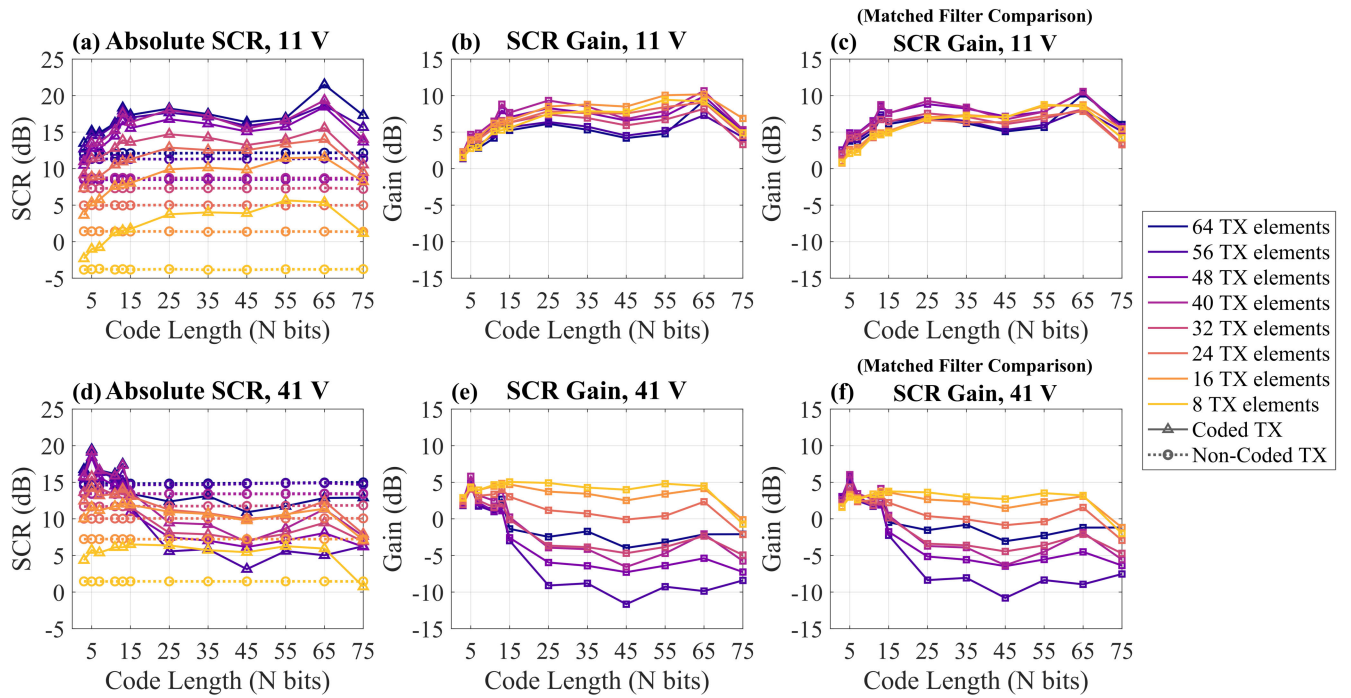 (Matched Filter Comparison)
(a) Absolute SCR, 11 V
(b) SCR Gain, 11 V
(c) SCR Gain, 11 V
SCR (dB)
25
20
15
10
5
0
-5
5 15 25 35 45 55 65 75
Code Length (N bits)
Gain (dB)
15
10
5
0
-5
-10
-15
5 15 25 35 45 55 65 75
Code Length (N bits)
Gain (dB)
15
10
5
0
-5
-10
-15
5 15 25 35 45 55 65 75
Code Length (N bits)
64 TX elements
56 TX elements
48 TX elements
40 TX elements
32 TX elements
24 TX elements
16 TX elements
8 TX elements
Coded TX
Non-Coded TX
(Matched Filter Comparison)
(d) Absolute SCR, 41 V
(e) SCR Gain, 41 V
(f) SCR Gain, 41 V
SCR (dB)
25
20
15
10
5
0
-5
5 15 25 35 45 55 65 75
Code Length (N bits)
Gain (dB)
15
10
5
0
-5
-10
-15
5 15 25 35 45 55 65 75
Code Length (N bits)
Gain (dB)
15
10
5
0
-5
-10
-15
5 15 25 35 45 55 65 75
Code Length (N bits)